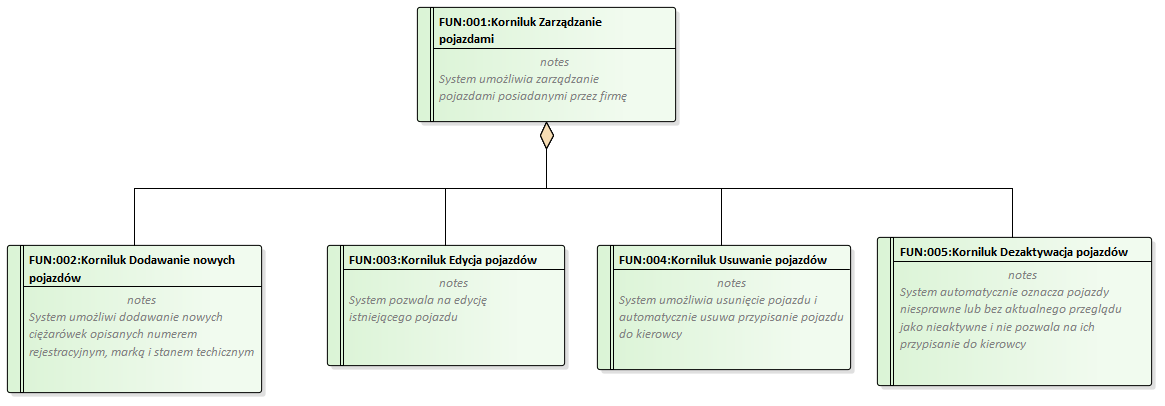 FUN:001:Korniluk Zarządzanie
pojazdami
notes
System umożliwia zarządzanie
pojazdami posiadanymi przez firmę
FUN:002:Korniluk Dodawanie nowych
pojazdów
notes
System umożliwi dodawanie nowych
ciężarówek opisanych numerem
rejestracyjnym, marką i stanem techicznym
FUN:003:Korniluk Edycja pojazdów
notes
System pozwala na edycję
istniejącego pojazdu
FUN:004:Korniluk Usuwanie pojazdów
notes
System umożliwia usunięcie pojazdu i
automatycznie usuwa przypisanie pojazdu
do kierowcy
FUN:005:Korniluk Dezaktywacja pojazdów
notes
System automatycznie oznacza pojazdy
niesprawne lub bez aktualnego przeglądu
jako nieaktywne i nie pozwala na ich
przypisanie do kierowcy